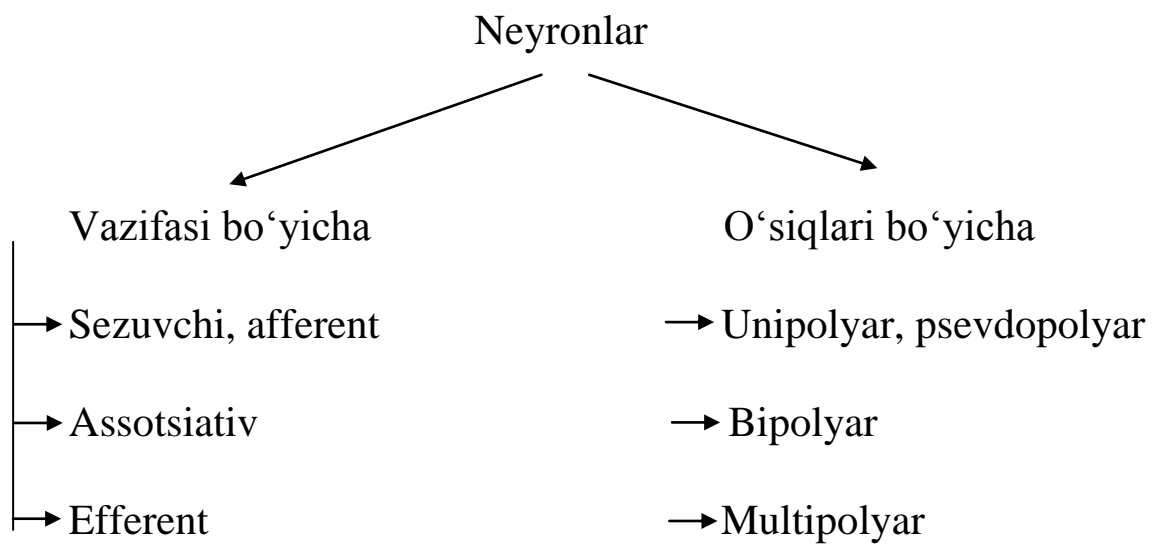 Neyronlar
Vazifasi bo‘yicha
O‘siqlari bo‘yicha
Sezuvchi, afferent
Unipolyar, psevdopolyar
Assotsiativ
Bipolyar
Efferent
Multipolyar